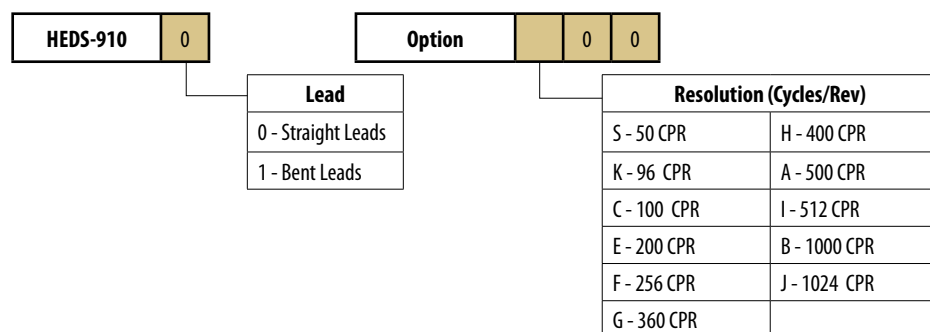 HEDS-910 0 Option 0 0
Lead
0 - Straight Leads
1 - Bent Leads
Resolution (Cycles/Rev)
S - 50 CPR H - 400 CPR
K - 96 CPR A - 500 CPR
C - 100 CPR I - 512 CPR
E - 200 CPR B - 1000 CPR
F - 256 CPR J - 1024 CPR
G - 360 CPR